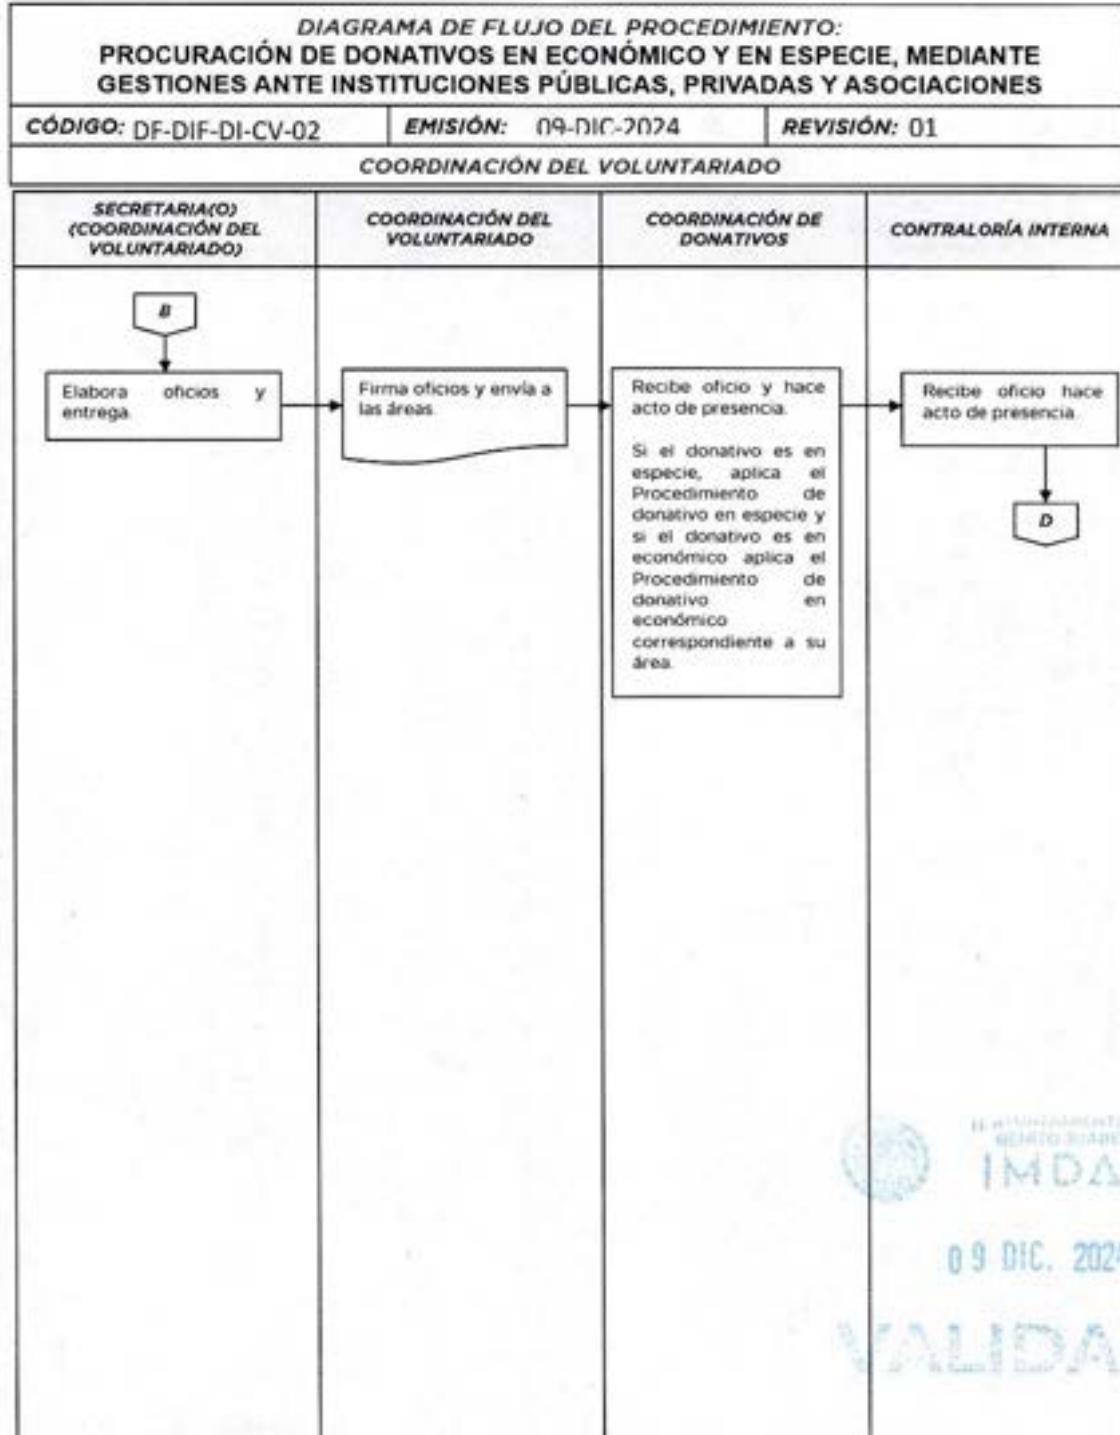 DIAGRAMA DE FLUJO DEL PROCEDIMIENTO:
PROCURACIÓN DE DONATIVOS EN ECONÓMICO Y EN ESPECIE, MEDIANTE
GESTIONES ANTE INSTITUCIONES PÚBLICAS, PRIVADAS Y ASOCIACIONES
CÓDIGO: DF-DIF-DI-CV-02 EMISIÓN: 09-DIC-2024 REVISIÓN: 01
COORDINACIÓN DEL VOLUNTARIADO
SECRETARIA(O)
(COORDINACIÓN DEL
VOLUNTARIADO)
COORDINACIÓN DEL
VOLUNTARIADO
COORDINACIÓN DE
DONATIVOS
CONTRALORÍA INTERNA
B
Elabora oficios y
entrega.
Firma oficios y envía a
las áreas.
Recibe oficio y hace
acto de presencia.
Si el donativo es en
especie, aplica el
Procedimiento de
donativo en especie y
si el donativo es en
económico aplica el
Procedimiento de
donativo en
económico
correspondiente a su
área.
Recibe oficio hace
acto de presencia.
D
IMDA
09 DIC. 2024
VALIDA